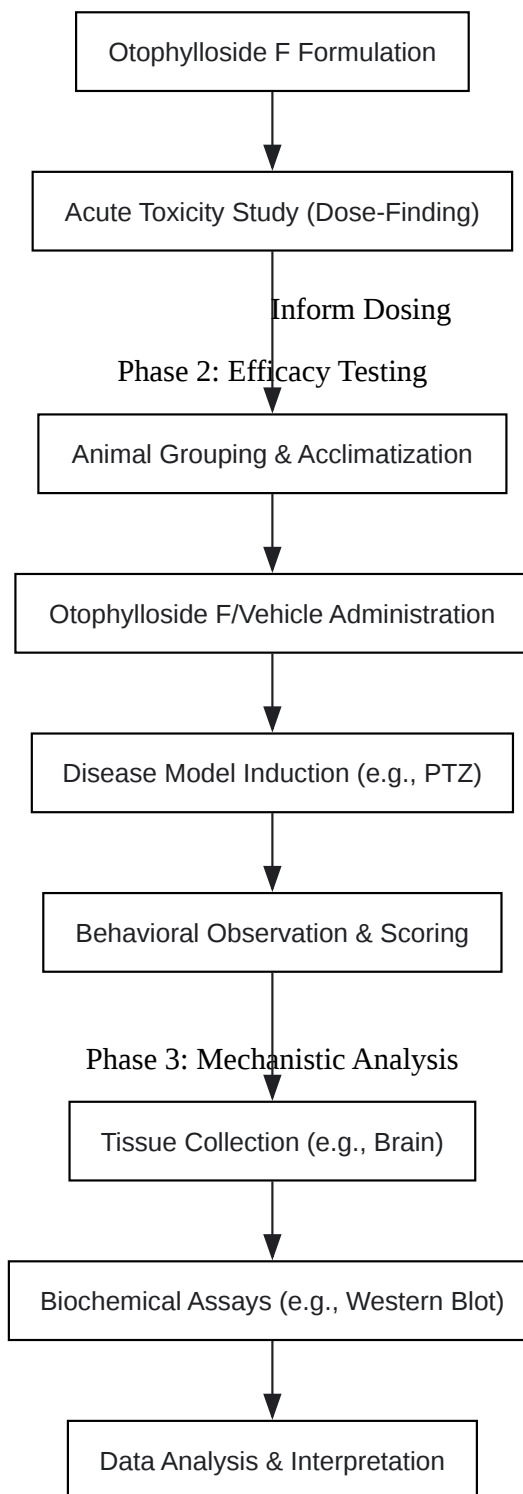 Otophylloside F Formulation
Acute Toxicity Study (Dose-Finding)
Inform Dosing
Phase 2: Efficacy Testing
Animal Grouping & Acclimatization
Otophylloside F/Vehicle Administration
Disease Model Induction (e.g., PTZ)
Behavioral Observation & Scoring
Phase 3: Mechanistic Analysis
Tissue Collection (e.g., Brain)
Biochemical Assays (e.g., Western Blot)
Data Analysis & Interpretation